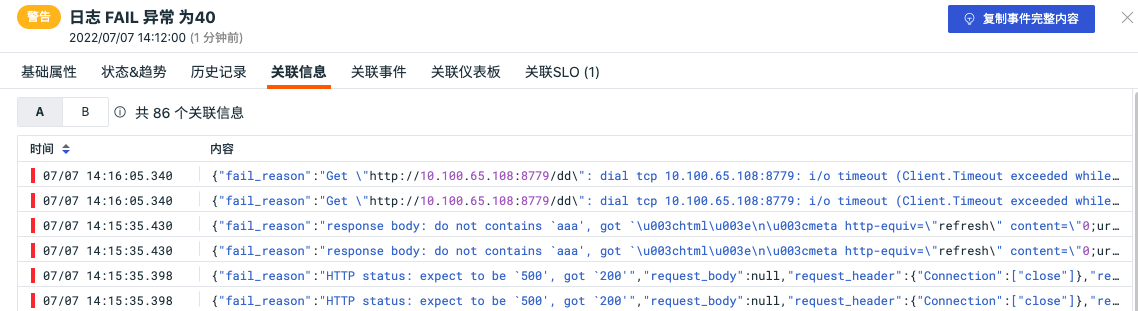 警告 日志 FAIL 异常 为40
复制事件完整内容
2022/07/07 14:12:00 (1 分钟前)
基础属性 状态&趋势 历史记录 关联信息 关联事件 关联仪表板 关联SLO (1)
A B 共 86 个关联信息
时间 内容
07/07 14:16:05.340 {"fail_reason":"Get \"http://10.100.65.108:8779/dd\": dial tcp 10.100.65.108:8779: i/o timeout (Client.Timeout exceeded while…
07/07 14:16:05.340 {"fail_reason":"Get \"http://10.100.65.108:8779/dd\": dial tcp 10.100.65.108:8779: i/o timeout (Client.Timeout exceeded while…
07/07 14:15:35.430 {"fail_reason":"response body: do not contains `aaa', got `\u003chtml\u003e\n\u003cmeta http-equiv=\"refresh\" content=\"0;ur…
07/07 14:15:35.430 {"fail_reason":"response body: do not contains `aaa', got `\u003chtml\u003e\n\u003cmeta http-equiv=\"refresh\" content=\"0;ur…
07/07 14:15:35.398 {"fail_reason":"HTTP status: expect to be `500', got `200'","request_body":null,"request_header":{"Connection":["close"]},"re…
07/07 14:15:35.398 {"fail_reason":"HTTP status: expect to be `500', got `200'","request_body":null,"request_header":{"Connection":["close"]},"re…